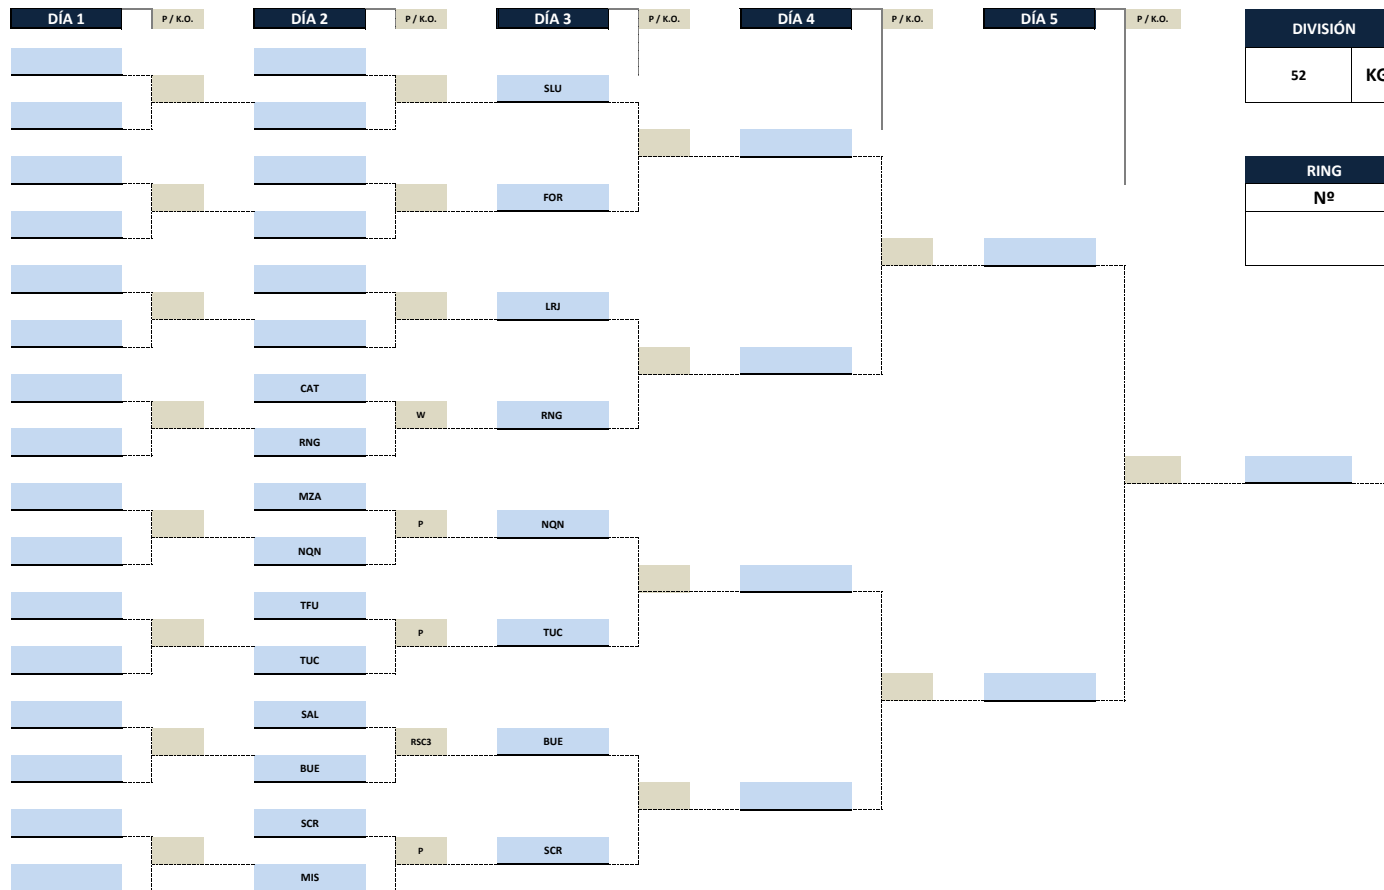 DÍA 1 P / K.O. DÍA 2 P / K.O. DÍA 3 P / K.O. DÍA 4 P / K.O. DÍA 5 P / K.O.
DIVISIÓN
52 KG
SLU
RING
Nº
FOR
LRJ
CAT
W RNG
RNG
MZA
P NQN
NQN
TFU
P TUC
TUC
SAL
RSC3 BUE
BUE
SCR
P SCR
MIS